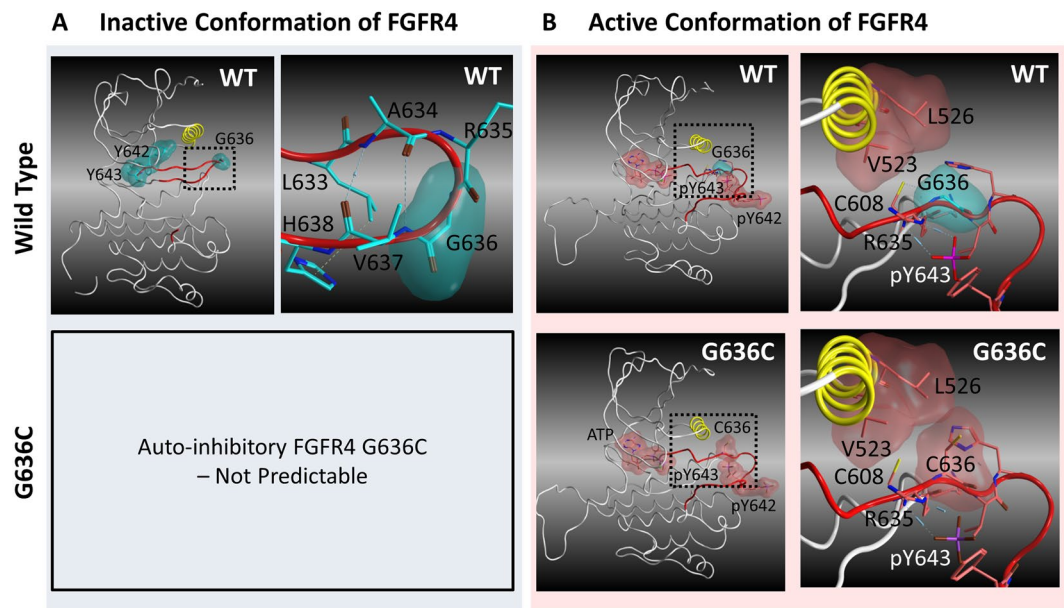 A Inactive Conformation of FGFR4
B Active Conformation of FGFR4
Wild Type
WT
Y642
Y643
G636
WT
A634
R635
L633
H638
V637
G636
WT
G636
pY643
pY642
WT
L526
V523
G636
C608
R635
pY643
G636C
Auto-inhibitory FGFR4 G636C
– Not Predictable
G636C
ATP
C636
pY643
pY642
G636C
L526
V523
C608
C636
R635
pY643